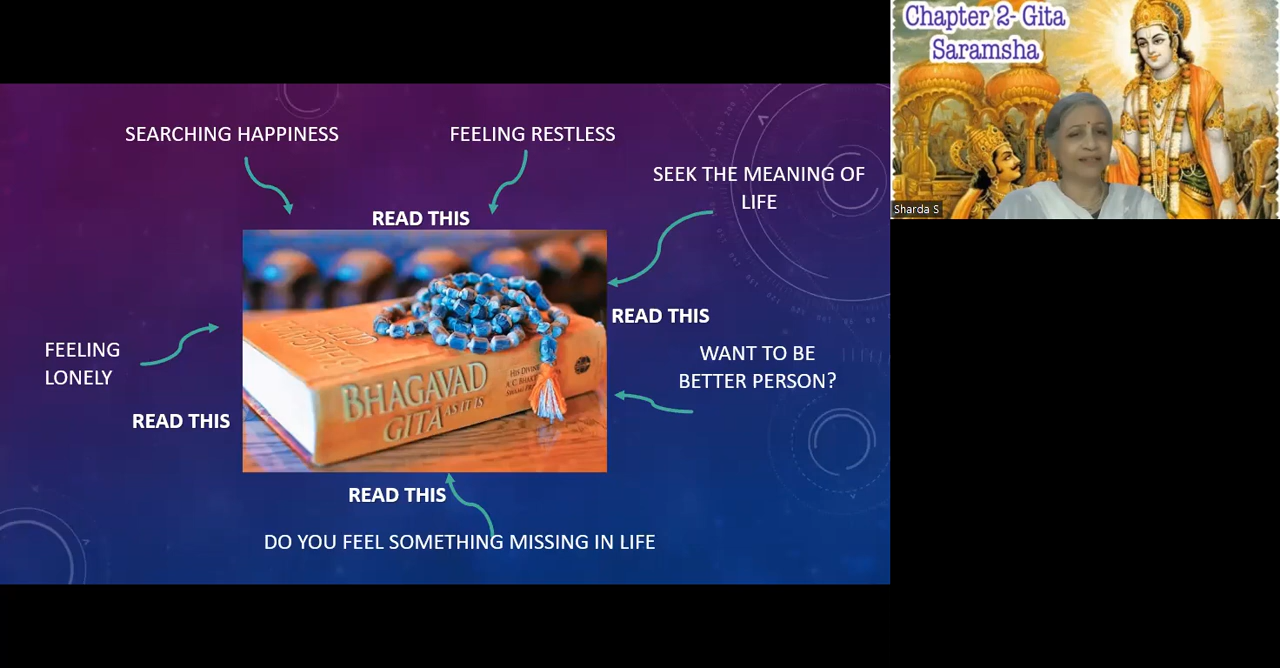 SEARCHING HAPPINESS
FEELING RESTLESS
SEEK THE MEANING OF
LIFE
READ THIS
READ THIS
FEELING
LONELY
WANT TO BE
BETTER PERSON?
READ THIS
BHAGAVAD
GITA AS IT IS
HIS DIVINE
READ THIS
DO YOU FEEL SOMETHING MISSING IN LIFE
Chapter 2- Gita
Saramsha
Sharda S